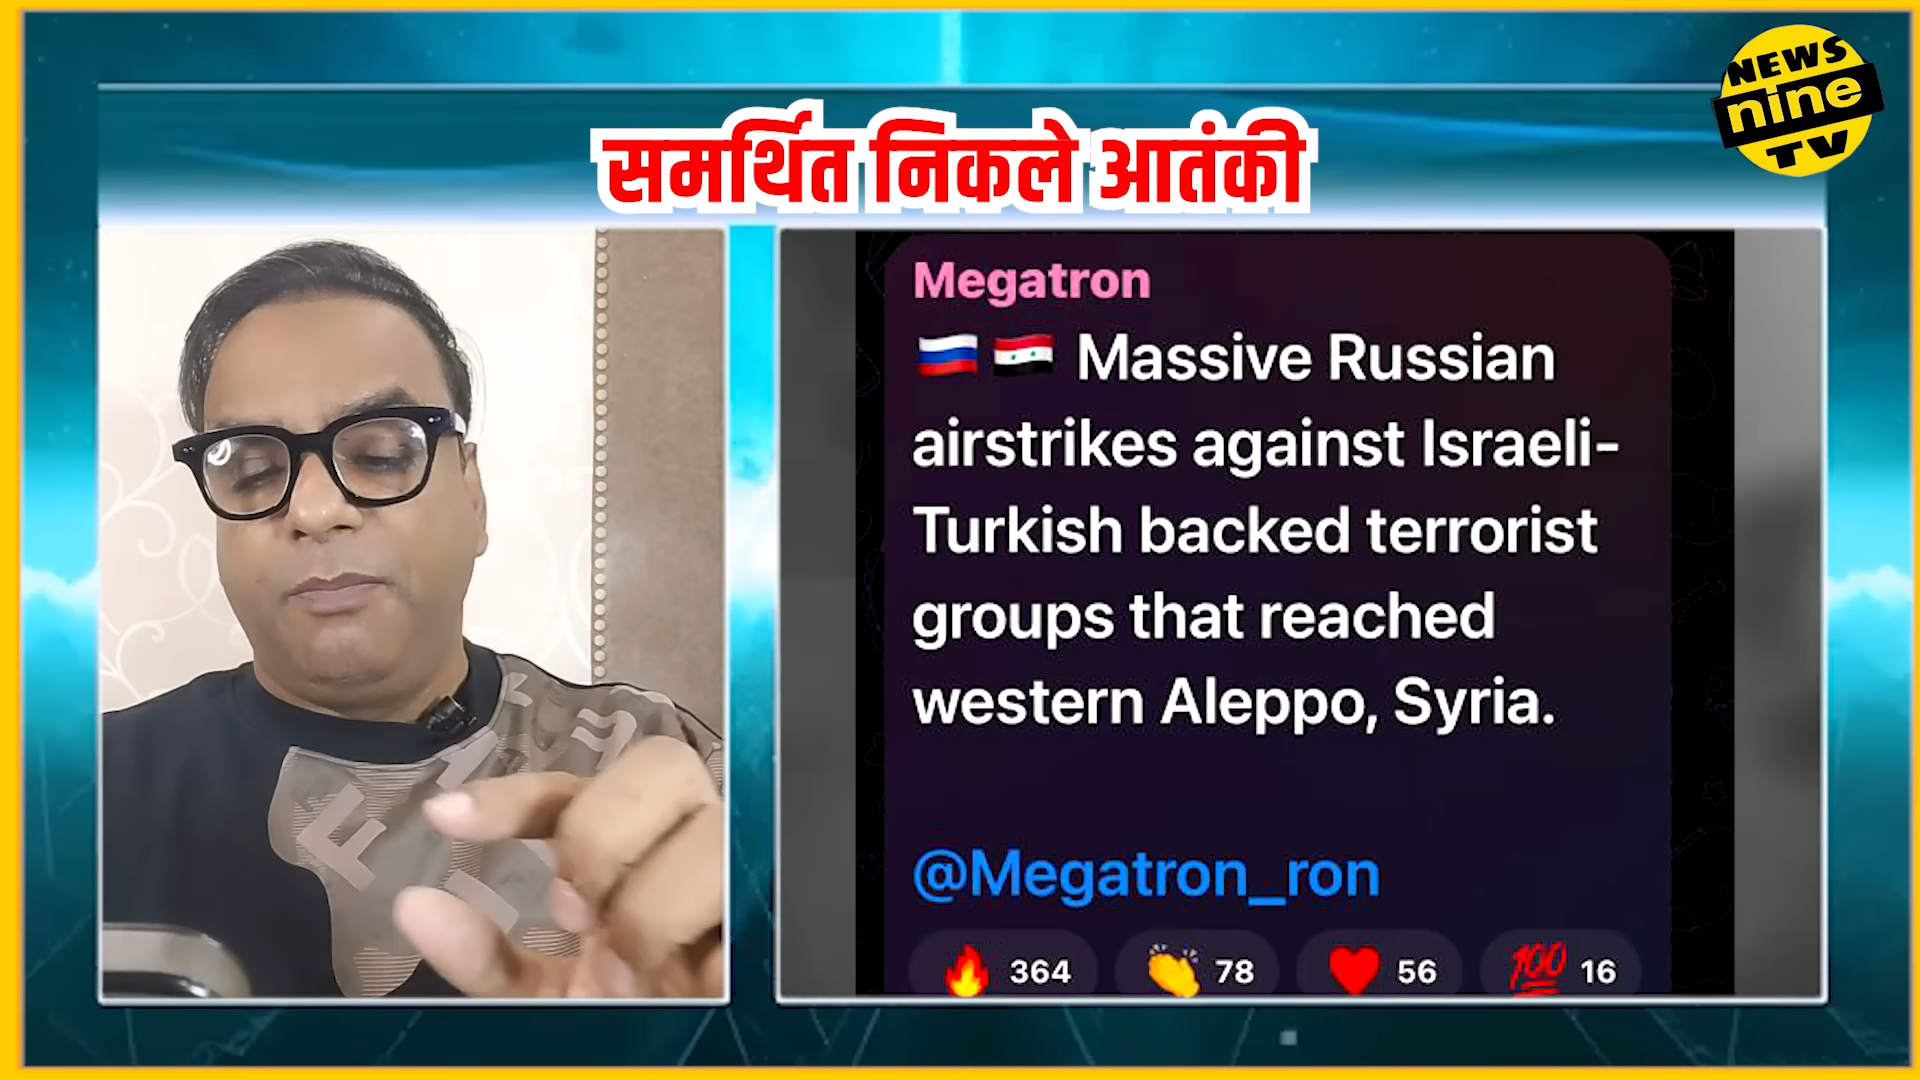 NEWS
nine
TV
समर्थित निकले आतंकी
Megatron
🇷🇺🇸🇾 Massive Russian
airstrikes against Israeli-
Turkish backed terrorist
groups that reached
western Aleppo, Syria.
@Megatron_ron
🔥 364 👏 78 ❤️ 56 💯 16